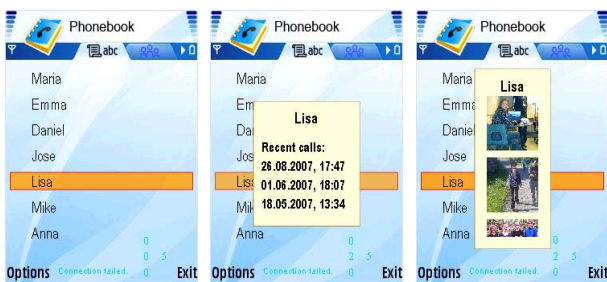 Phonebook
abc
Maria
Emma
Daniel
Jose
Lisa
Mike
Anna
0
0 5
Options Connection failed. 0 Exit
Phonebook
abc
Maria
Em
Da
Jos
Lis
Mik
Anna
Lisa
Recent calls:
26.08.2007, 17:47
01.06.2007, 18:07
18.05.2007, 13:34
0
2 5
Options Connection failed. 0 Exit
Phonebook
abc
Maria
Emma
Daniel
Jose
Lisa
Mike
Anna
Lisa
0
2 5
Options Connection failed. 0 Exit